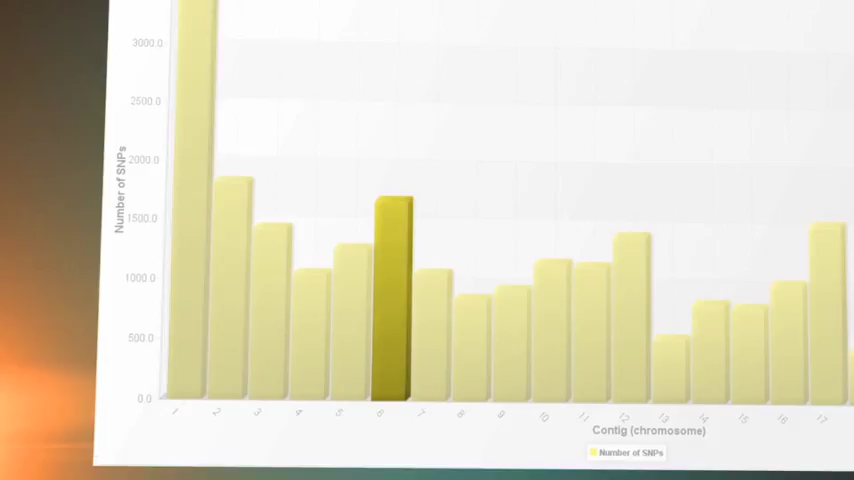 3000.0
2500.0
2000.0
1500.0
1000.0
500.0
0.0
Number of SNPs
1 2 3 4 5 6 7 8 9 10 11 12 13 14 15 16 17
Contig (chromosome)
Number of SNPs